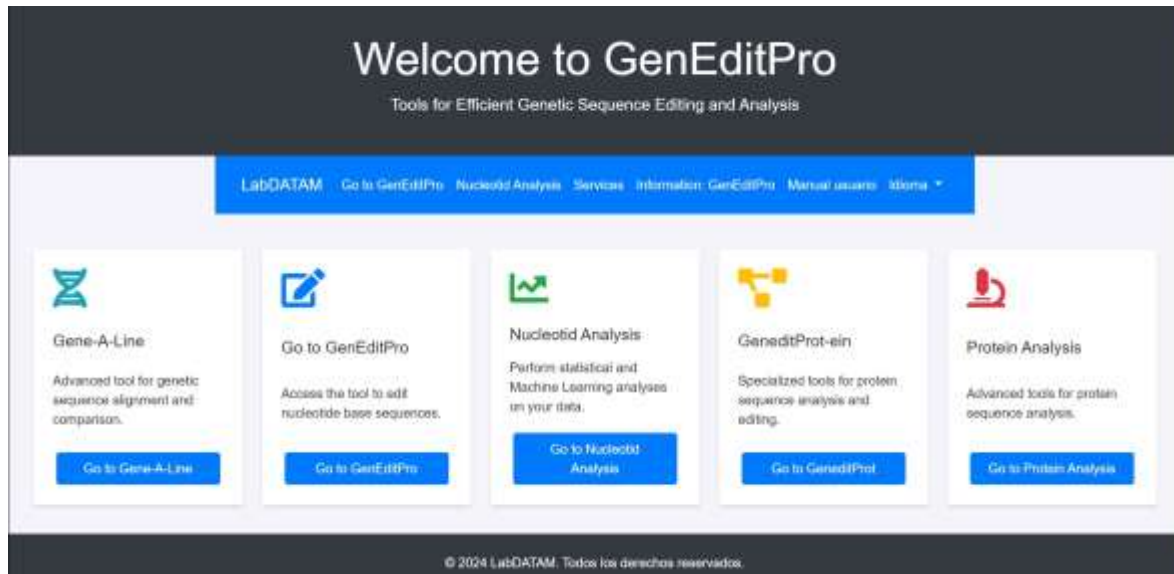 Welcome to GenEditPro
Tools for Efficient Genetic Sequence Editing and Analysis
LabDATAM Go to GenEditPro Nucleotid Analysis Services Information GenEditPro Manual usuario Idioma
Gene-A-Line
Advanced tool for genetic
sequence alignment and
comparison.
Go to Gene-A-Line
Go to GenEditPro
Access the tool to edit
nucleotide base sequences.
Go to GenEditPro
Nucleotid Analysis
Perform statistical and
Machine Learning analyses
on your data.
Go to Nucleotid
Analysis
GeneditProt-ein
Specialized tools for protein
sequence analysis and
editing.
Go to GeneditProt
Protein Analysis
Advanced tools for protein
sequence analysis.
Go to Protein Analysis
© 2024 LabDATAM. Todos los derechos reservados.